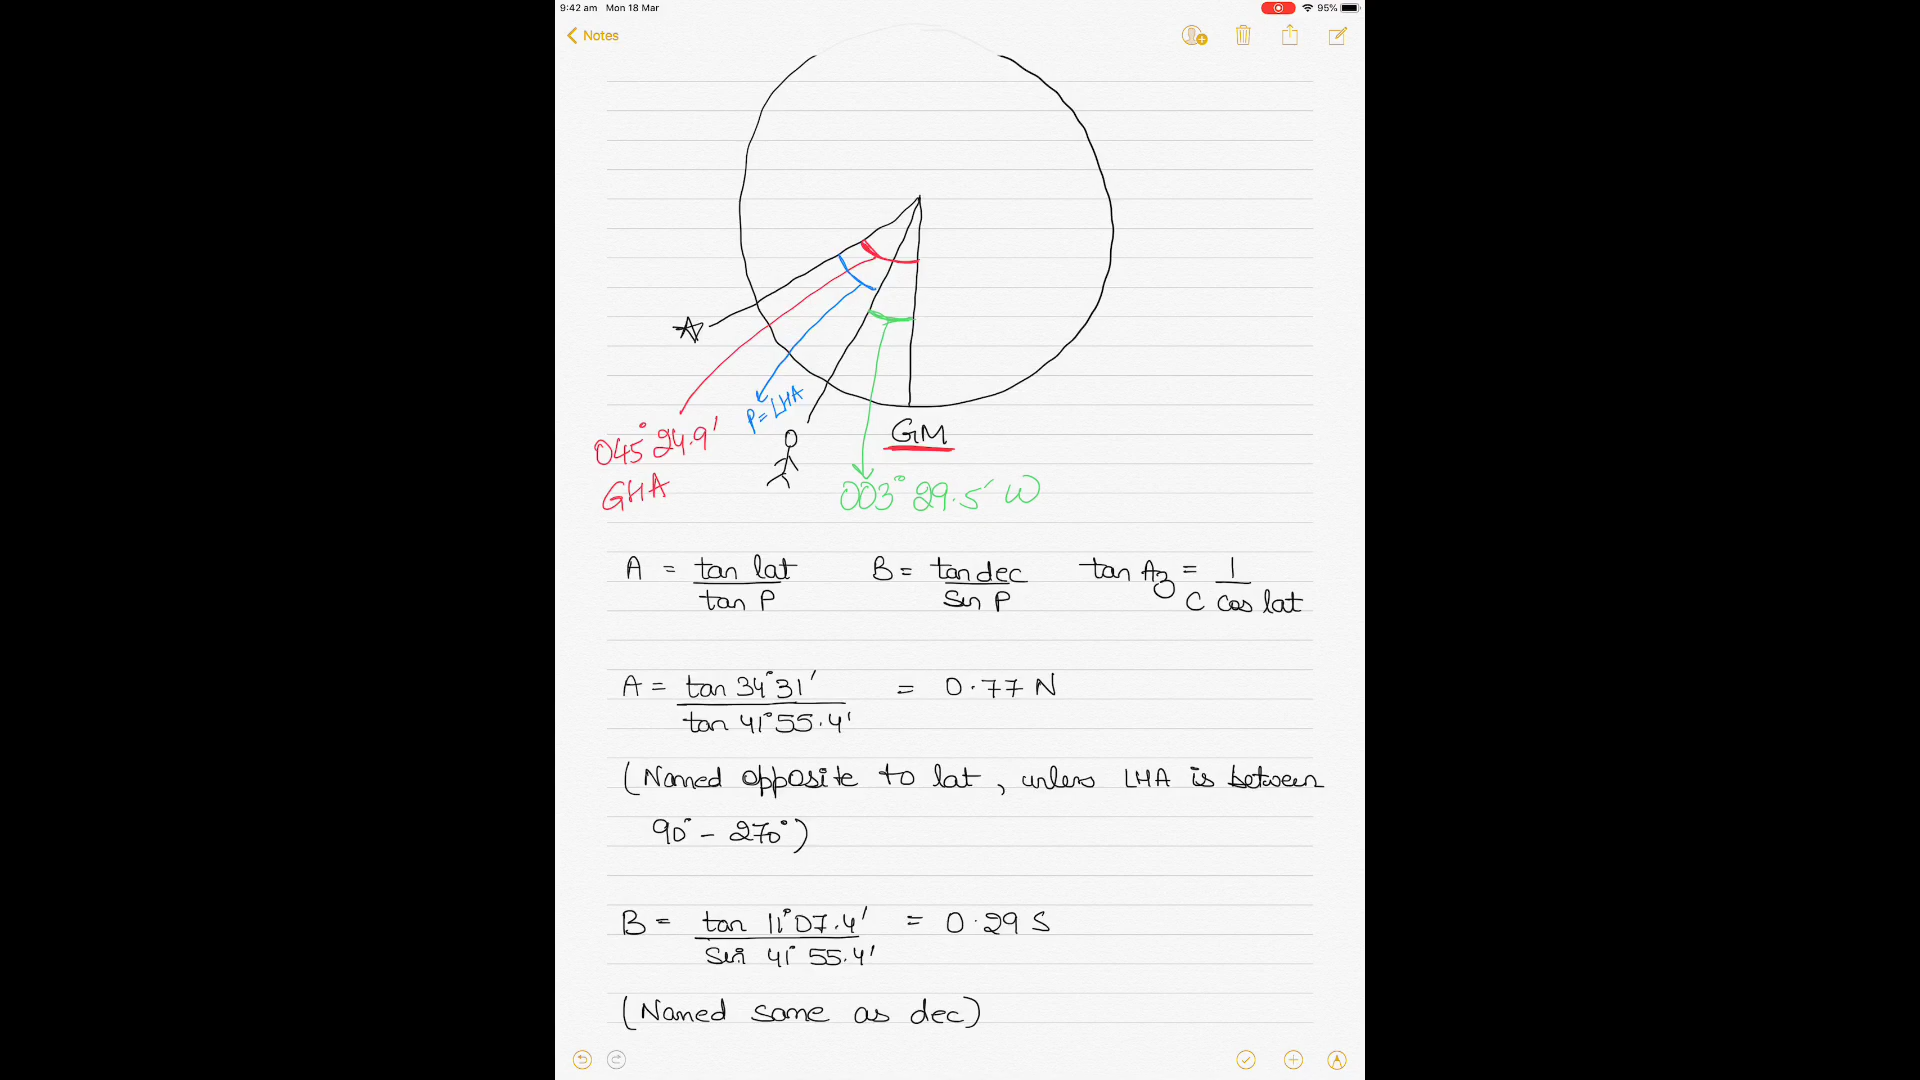 9:42 am Mon 18 Mar 95%
Notes
P=LHA
GM
045° 24.9'
GHA
003° 29.5' W
A = tan lat / tan P B = tan dec / Sin P tan Az = 1 / C cos lat
A = tan 34°31' / tan 41°55.4' = 0.77 N
(Named opposite to lat, unless LHA is between
90° - 270°)
B = tan 11°07.4' / Sin 41° 55.4' = 0.29 S
(Named same as dec)